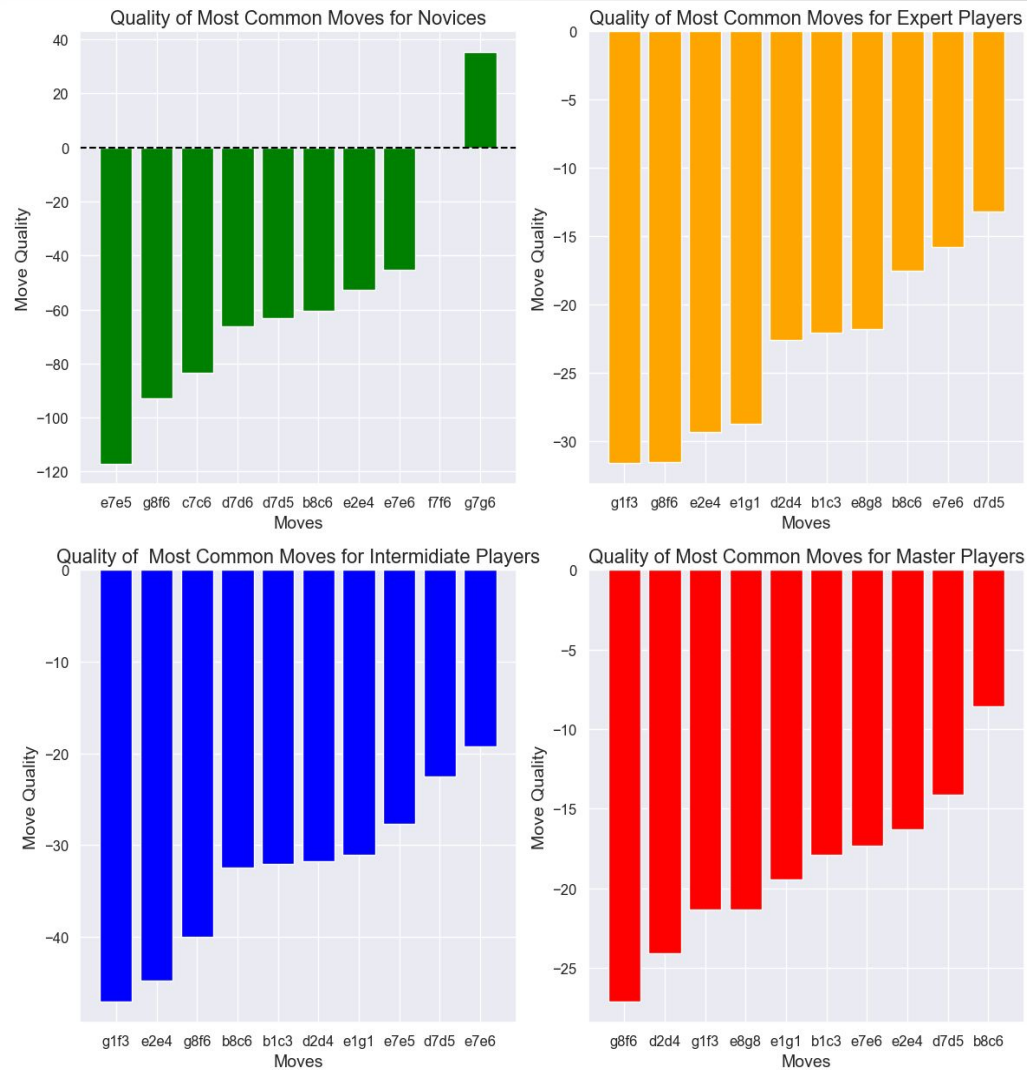 Quality of Most Common Moves for Novices
Move Quality
40
20
0
−20
−40
−60
−80
−100
−120
e7e5 g8f6 c7c6 d7d6 d7d5 b8c6 e2e4 e7e6 f7f6 g7g6
Moves
Quality of Most Common Moves for Expert Players
Move Quality
0
−5
−10
−15
−20
−25
−30
g1f3 g8f6 e2e4 e1g1 d2d4 b1c3 e8g8 b8c6 e7e6 d7d5
Moves
Quality of  Most Common Moves for Intermidiate Players
Move Quality
0
−10
−20
−30
−40
g1f3 e2e4 g8f6 b8c6 b1c3 d2d4 e1g1 e7e5 d7d5 e7e6
Moves
Quality of Most Common Moves for Master Players
Move Quality
0
−5
−10
−15
−20
−25
g8f6 d2d4 g1f3 e8g8 e1g1 b1c3 e7e6 e2e4 d7d5 b8c6
Moves